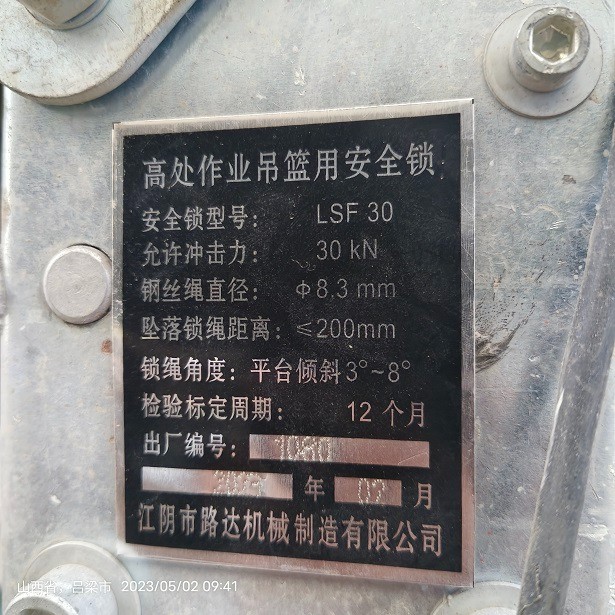 高处作业吊篮用安全锁
安全锁型号： LSF 30
允许冲击力： 30 kN
钢丝绳直径： Φ8.3 mm
坠落锁绳距离：≤200mm
锁绳角度：平台倾斜3°~8°
检验标定周期： 12 个月
出厂编号： 1080
年 02 月
江阴市路达机械制造有限公司
山西省，吕梁市 2023/05/02 09:41